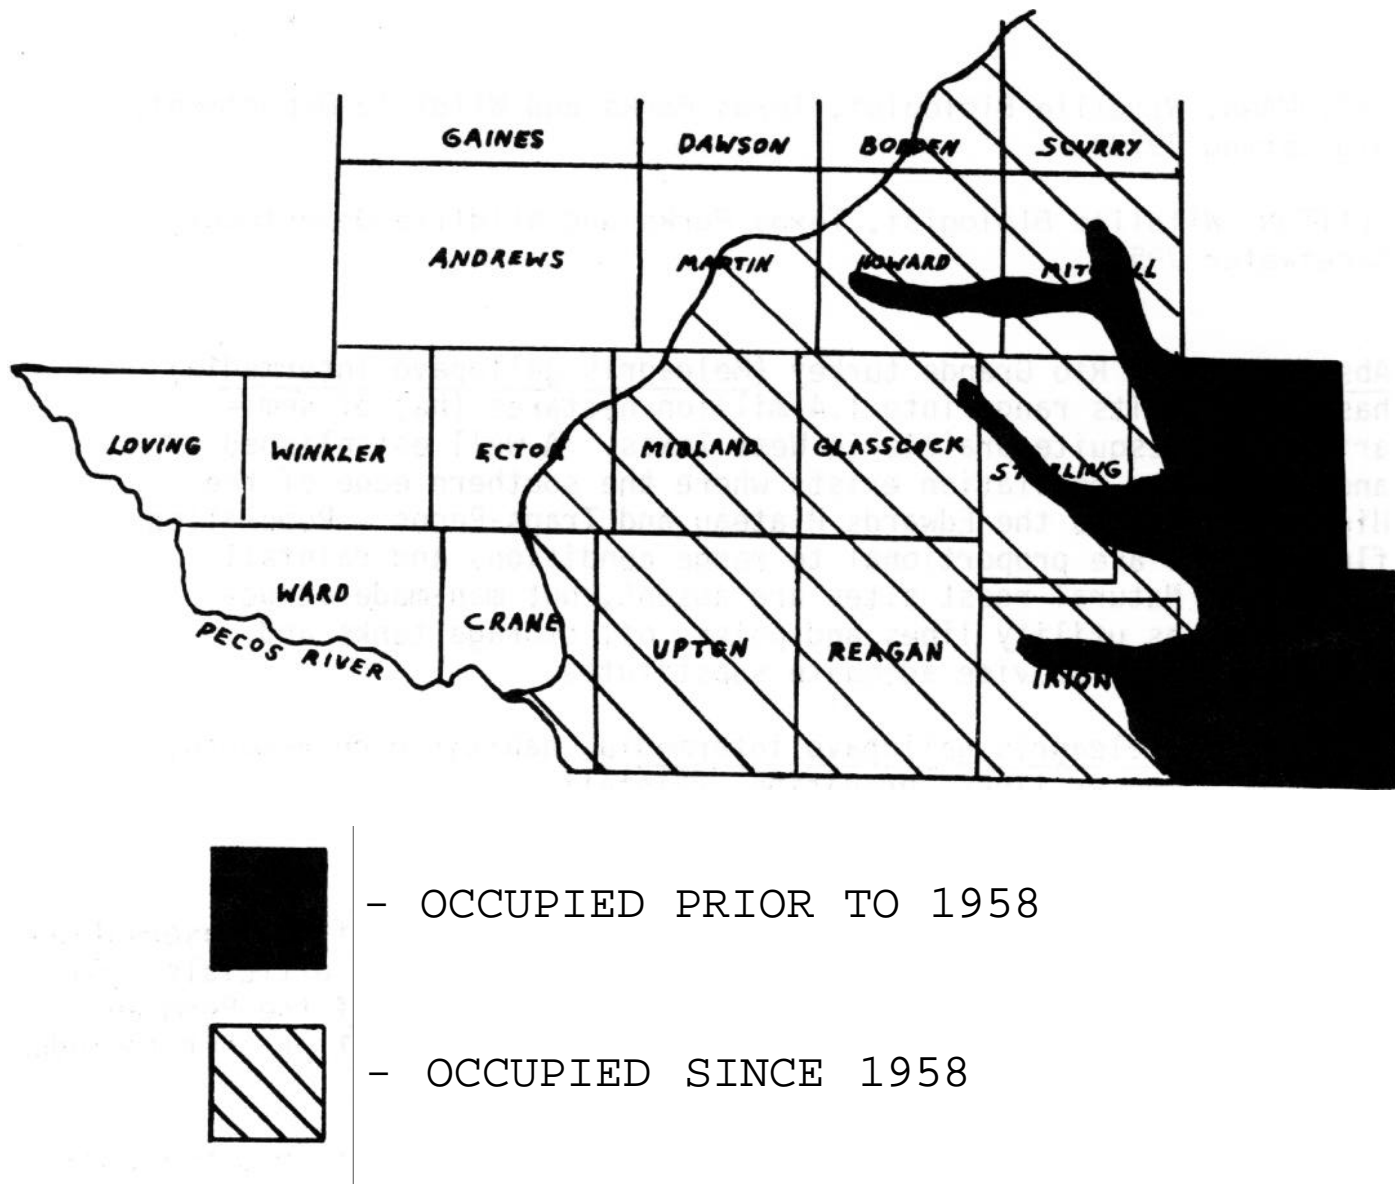 GAINES
DAWSON
BORDEN
SCURRY
ANDREWS
MARTIN
HOWARD
MITCHELL
LOVING
WINKLER
ECTOR
MIDLAND
GLASSCOCK
STERLING
WARD
CRANE
UPTON
REAGAN
IRION
PECOS RIVER
- OCCUPIED PRIOR TO 1958
- OCCUPIED SINCE 1958